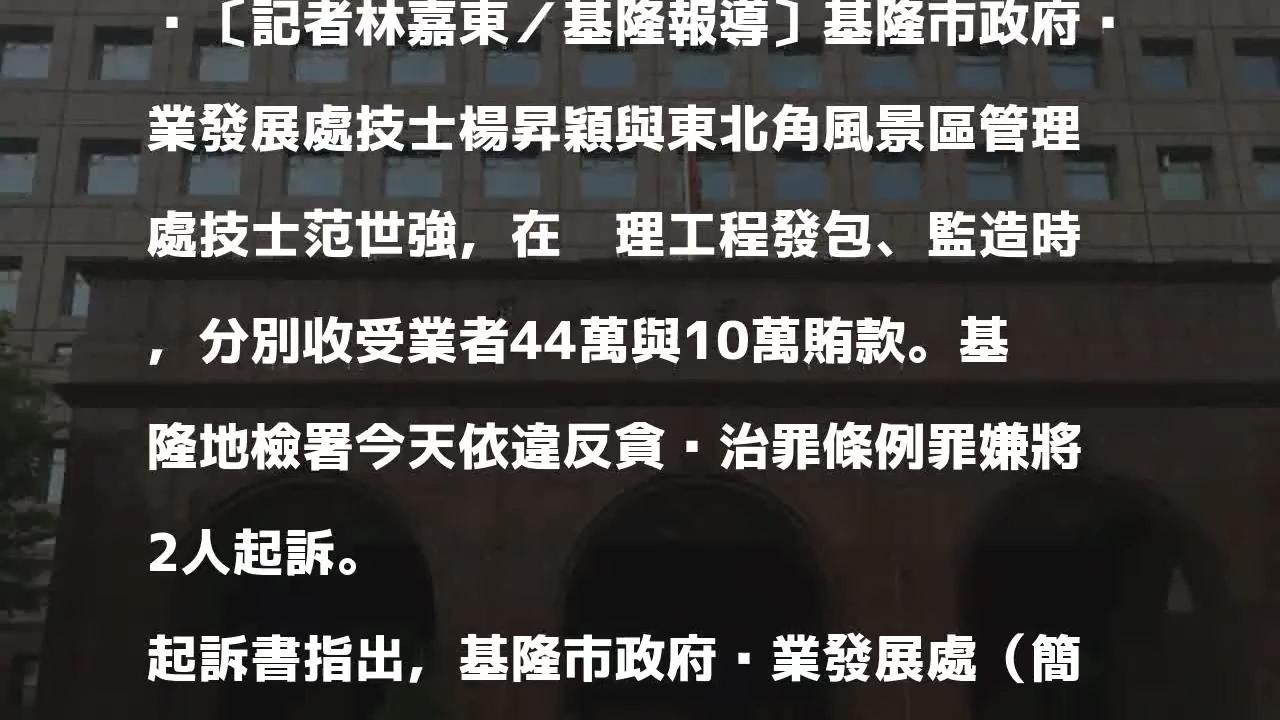 ·〔記者林嘉東／基隆報導〕基隆市政府·
業發展處技士楊昇穎與東北角風景區管理
處技士范世強，在　理工程發包、監造時
，分別收受業者44萬與10萬賄款。基
隆地檢署今天依違反貪·治罪條例罪嫌將
2人起訴。
起訴書指出，基隆市政府·業發展處（簡